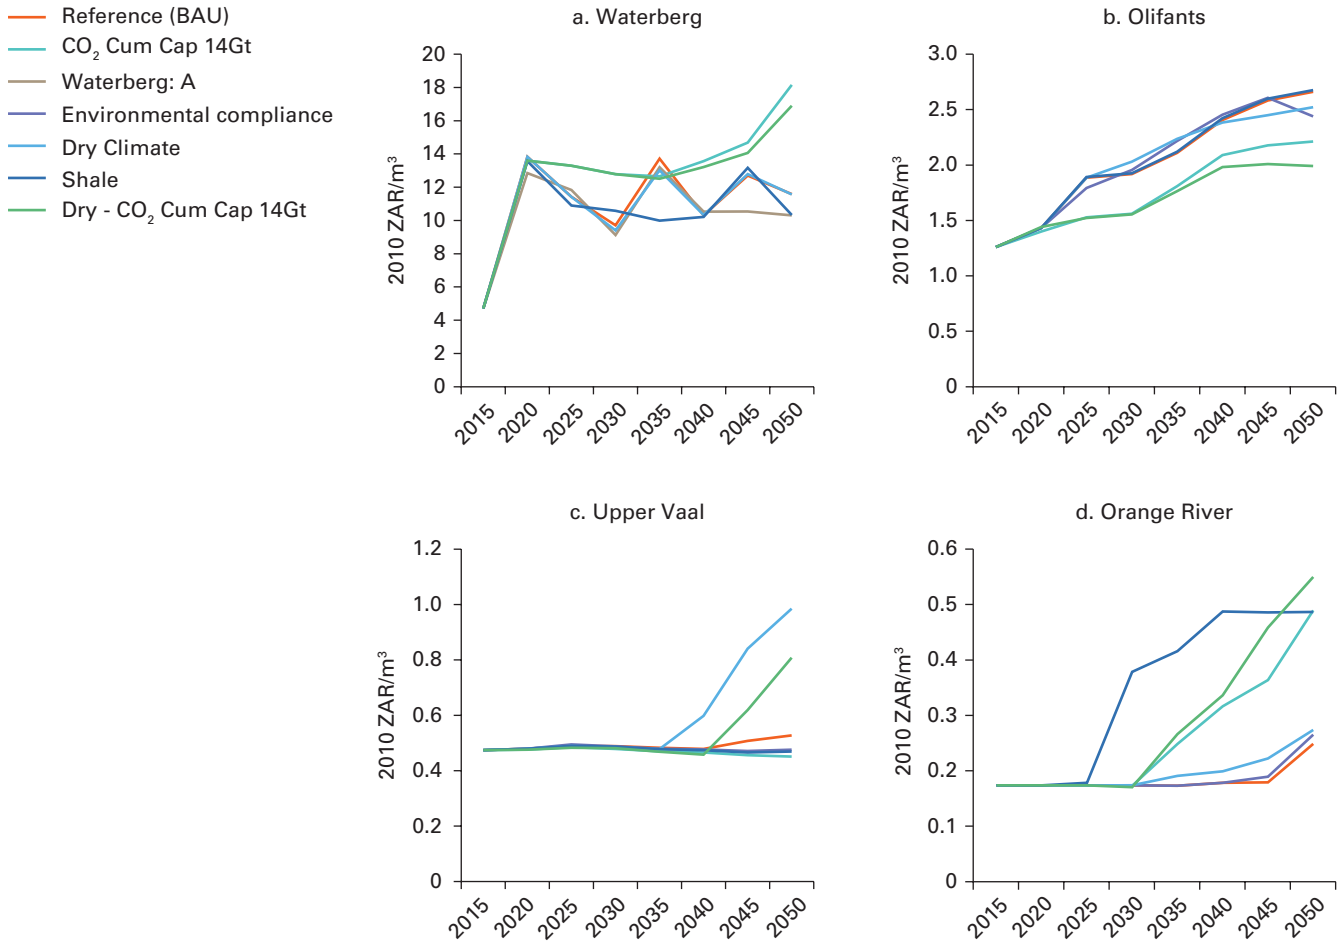 Reference (BAU)
CO₂ Cum Cap 14Gt
Waterberg: A
Environmental compliance
Dry Climate
Shale
Dry - CO₂ Cum Cap 14Gt
a. Waterberg
2010 ZAR/m³
20
18
16
14
12
10
8
6
4
2
0
2015 2020 2025 2030 2035 2040 2045 2050
b. Olifants
2010 ZAR/m³
3.0
2.5
2.0
1.5
1.0
0.5
0
2015 2020 2025 2030 2035 2040 2045 2050
c. Upper Vaal
2010 ZAR/m³
1.2
1.0
0.8
0.6
0.4
0.2
0
2015 2020 2025 2030 2035 2040 2045 2050
d. Orange River
2010 ZAR/m³
0.6
0.5
0.4
0.3
0.2
0.1
0
2015 2020 2025 2030 2035 2040 2045 2050